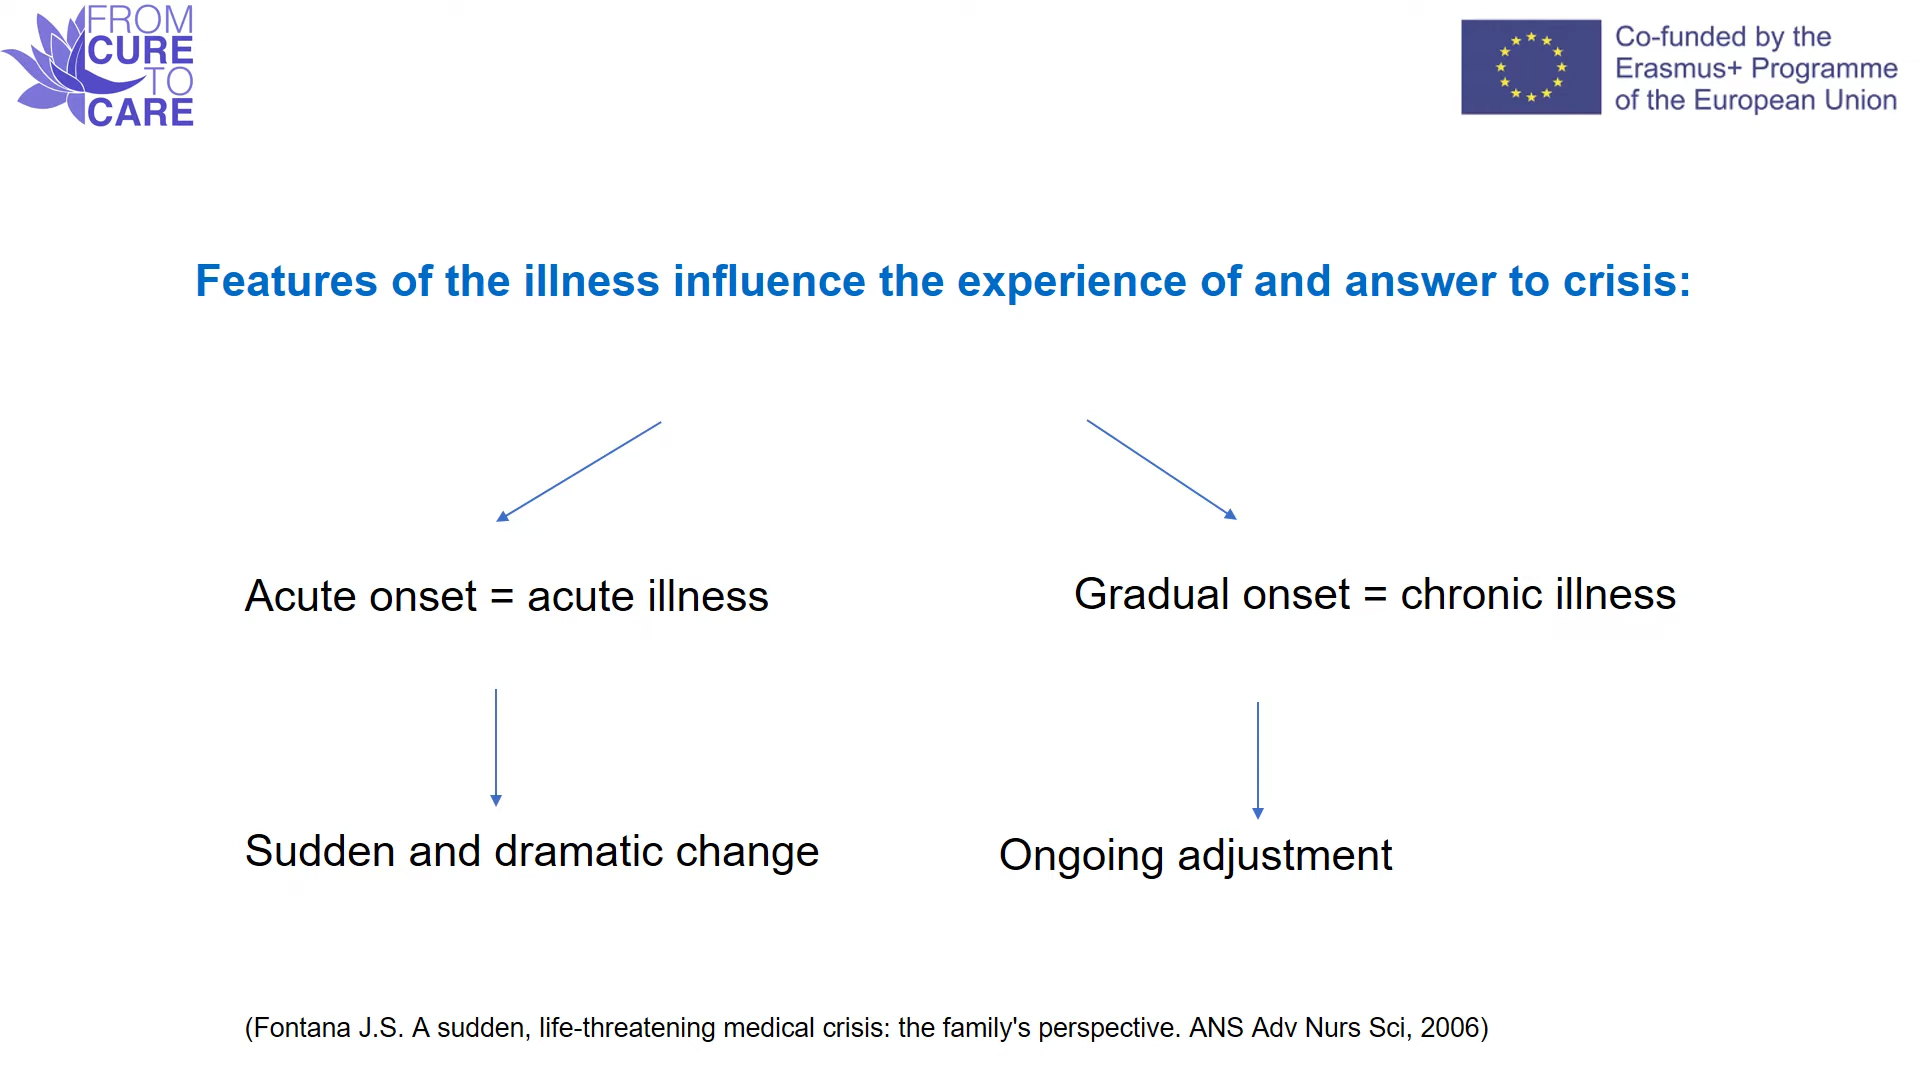 FROM
CURE
TO
CARE
Co-funded by the
Erasmus+ Programme
of the European Union
Features of the illness influence the experience of and answer to crisis:
Acute onset = acute illness
Gradual onset = chronic illness
Sudden and dramatic change
Ongoing adjustment
(Fontana J.S. A sudden, life-threatening medical crisis: the family's perspective. ANS Adv Nurs Sci, 2006)